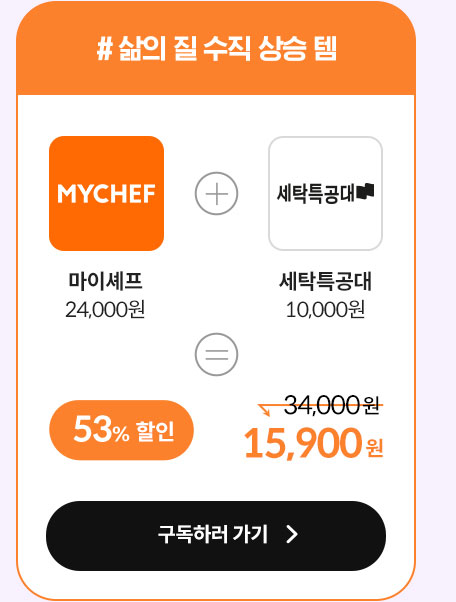 # 삶의 질 수직 상승 템
MYCHEF
세탁특공대
마이셰프
24,000원
세탁특공대
10,000원
53% 할인
34,000원
15,900원
구독하러 가기